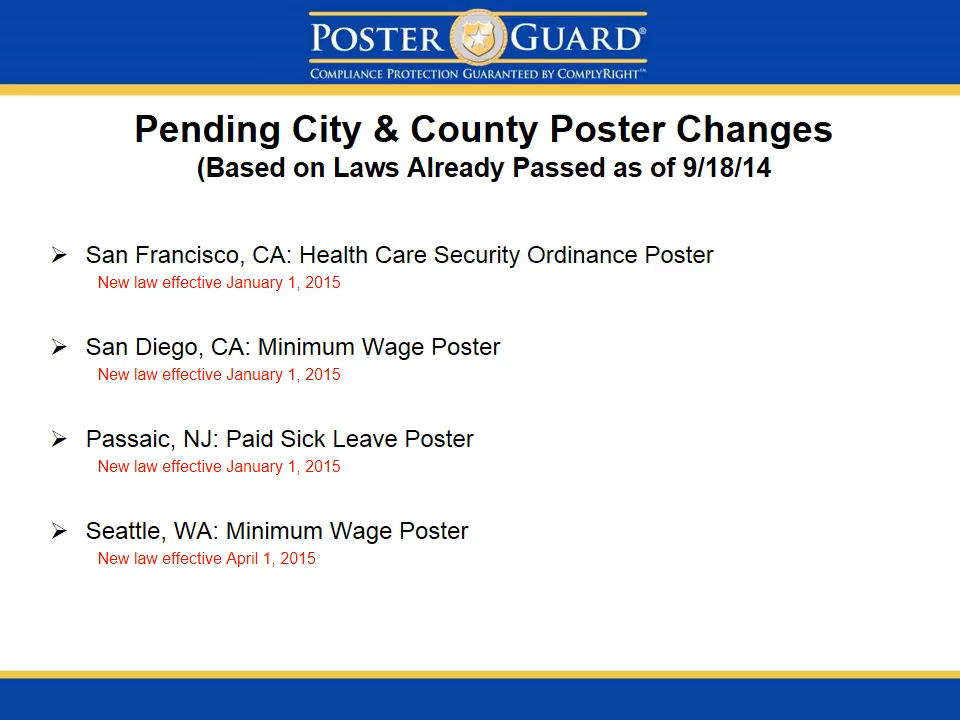 POSTER GUARD®
COMPLIANCE PROTECTION GUARANTEED BY COMPLYRIGHT™
Pending City & County Poster Changes
(Based on Laws Already Passed as of 9/18/14
➢ San Francisco, CA: Health Care Security Ordinance Poster
New law effective January 1, 2015
➢ San Diego, CA: Minimum Wage Poster
New law effective January 1, 2015
➢ Passaic, NJ: Paid Sick Leave Poster
New law effective January 1, 2015
➢ Seattle, WA: Minimum Wage Poster
New law effective April 1, 2015